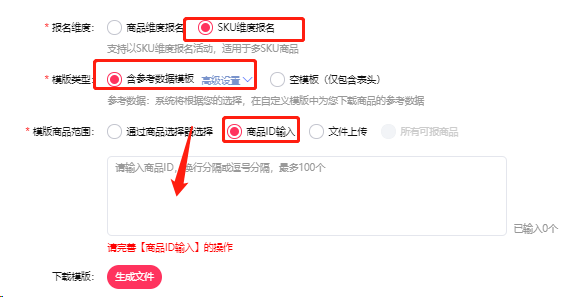 * 报名维度： 商品维度报名 SKU维度报名
支持以SKU维度报名活动，适用于多SKU商品
* 模版类型： 含参考数据模板 高级设置 空模板（仅包含表头）
参考数据：系统将根据您的选择，在自定义模版中为您下载商品的参考数据
* 模版商品范围： 通过商品选择器选择 商品ID输入 文件上传 所有可报商品
请输入商品ID，换行分隔或逗号分隔，最多100个
已输入0个
请完善【商品ID输入】的操作
下载模版： 生成文件